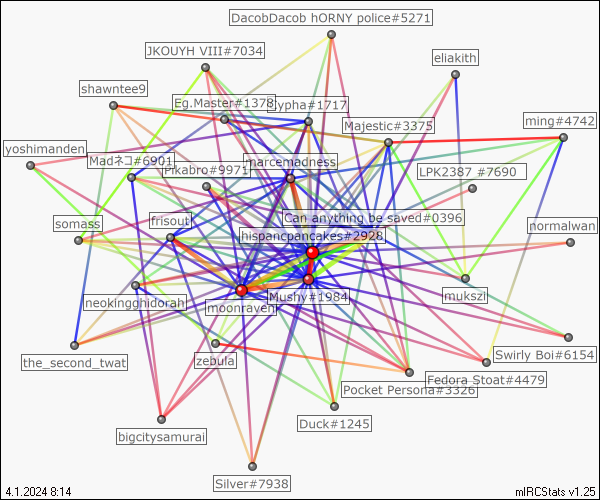 DacobDacob hORNY police#5271
JKOUYH VIII#7034
eliakith
shawntee9
Eg.Master#1378
Zypha#1717
Majestic#3375
ming#4742
yoshimanden
Madネコ#6901
Pikabro#9971
narcemadness
LPK2387 _#7690
somass
frisouti
Can anything be saved#0396
hispancpancakes#2928
normalwan
neokingghidorah
moonraven
Mushy#1984
mukszi
the_second_twat
zebula
Swirly Boi#6154
Fedora Stoat#4479
Pocket Persona#3326
Duck#1245
bigcitysamurai
Silver#7938
4.1.2024 8:14
mIRCStats v1.25